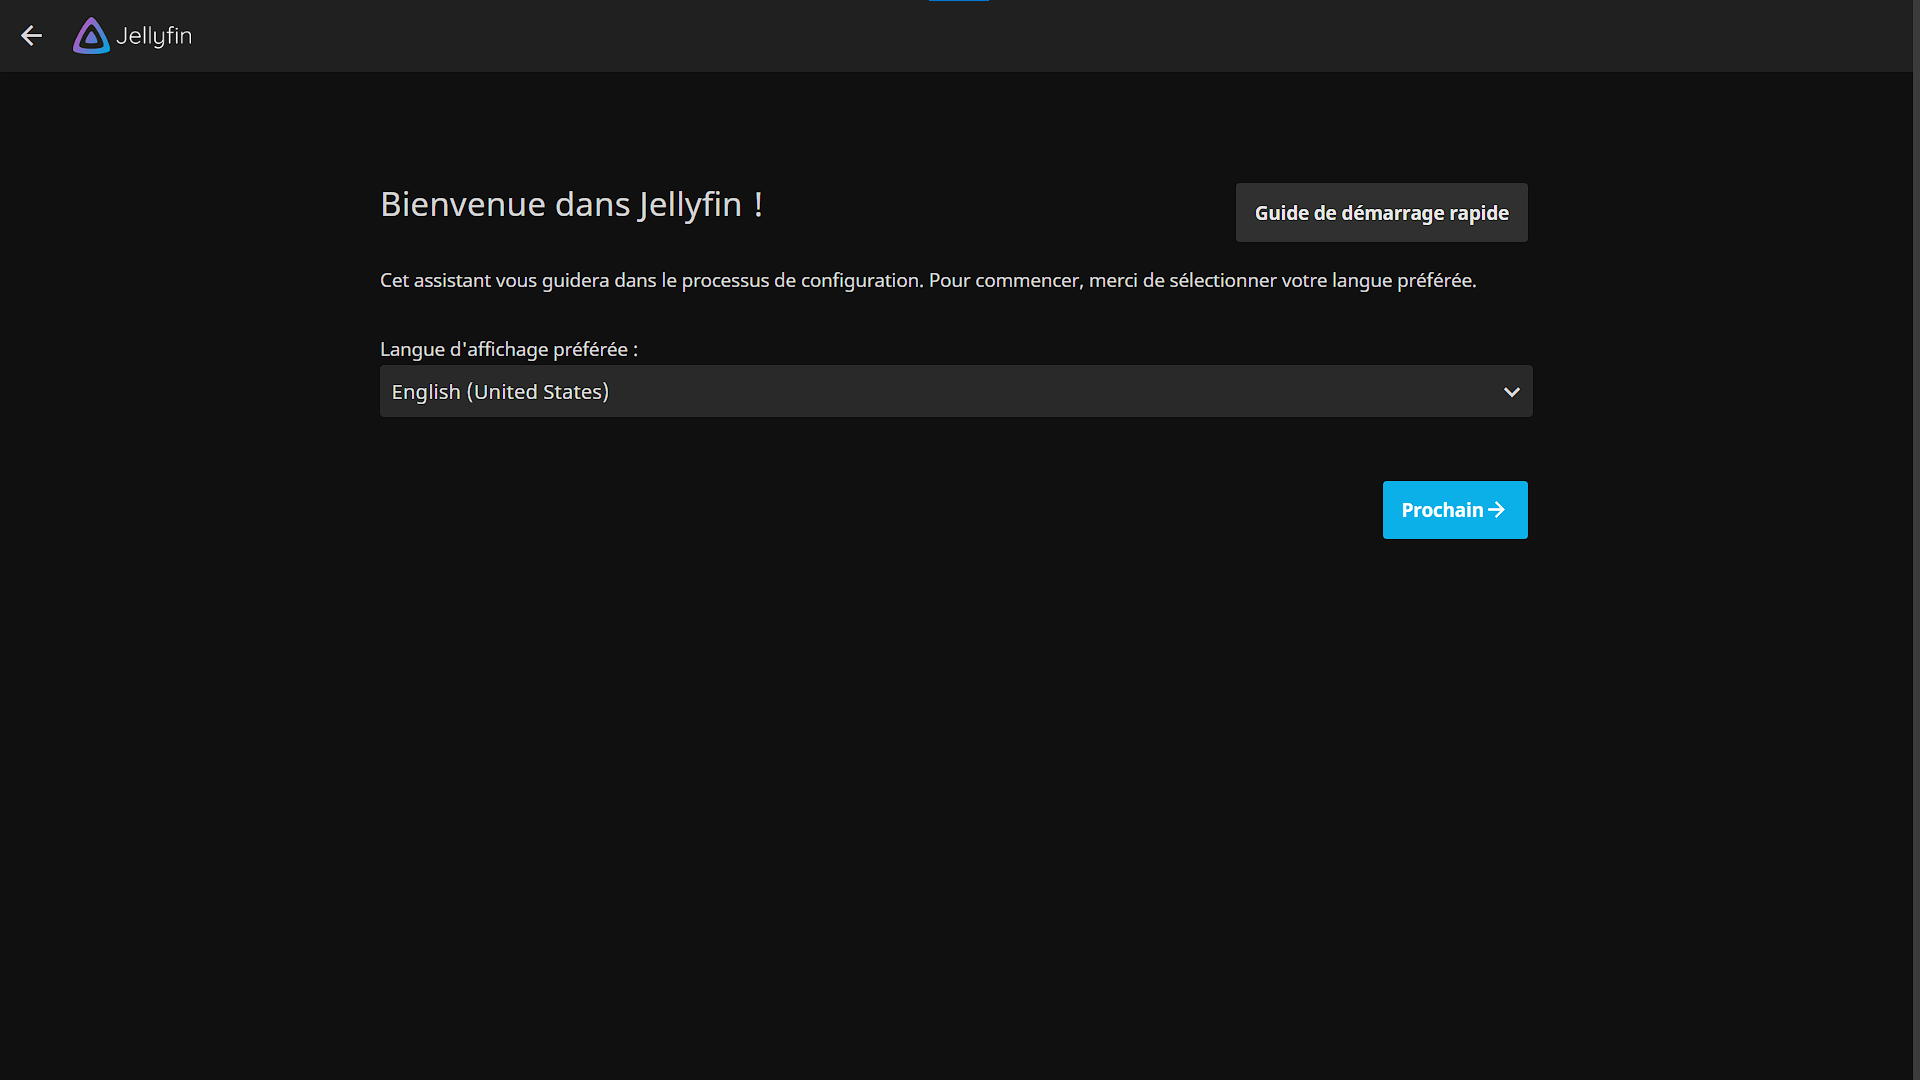 Jellyfin
Bienvenue dans Jellyfin !
Guide de démarrage rapide
Cet assistant vous guidera dans le processus de configuration. Pour commencer, merci de sélectionner votre langue préférée.
Langue d'affichage préférée :
English (United States)
Prochain